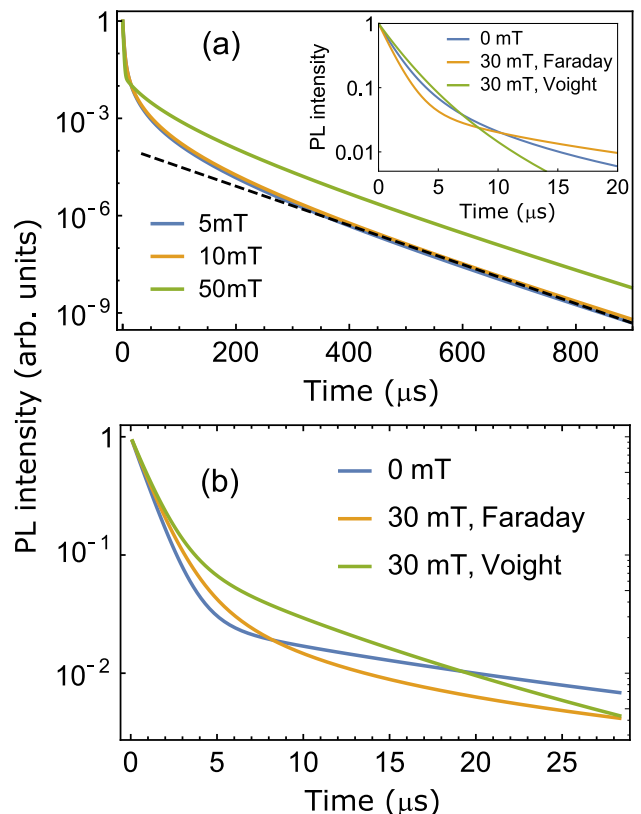 (a)
PL intensity (arb. units)
1
10^-3
10^-6
10^-9
0
200
400
600
800
Time (μs)
5mT
10mT
50mT
PL intensity
1
0.1
0.01
0
5
10
15
20
Time (μs)
0 mT
30 mT, Faraday
30 mT, Voight
(b)
1
10^-1
10^-2
0
5
10
15
20
25
Time (μs)
0 mT
30 mT, Faraday
30 mT, Voight